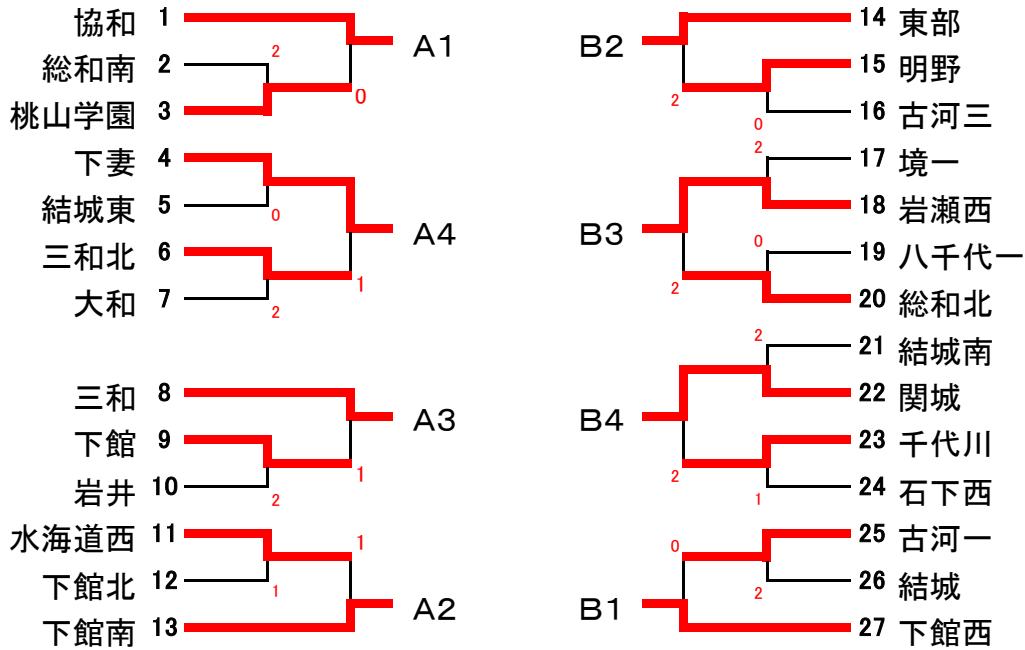 協和 1
総和南 2
桃山学園 3
下妻 4
結城東 5
三和北 6
大和 7
三和 8
下館 9
岩井 10
水海道西 11
下館北 12
下館南 13
2
0
0
1
2
1
2
1
1
A1
A4
A3
A2
B2
B3
B4
B1
2
0
2
0
2
2
1
2
0
2
14 東部
15 明野
16 古河三
17 境一
18 岩瀬西
19 八千代一
20 総和北
21 結城南
22 関城
23 千代川
24 石下西
25 古河一
26 結城
27 下館西